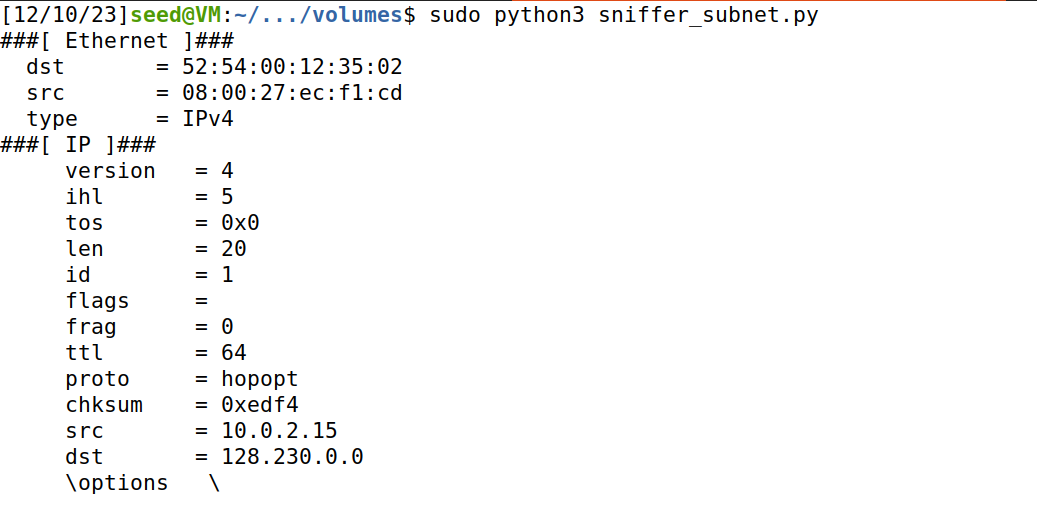 [12/10/23]seed@VM:~/.../volumes$ sudo python3 sniffer_subnet.py
###[ Ethernet ]###
  dst       = 52:54:00:12:35:02
  src       = 08:00:27:ec:f1:cd
  type      = IPv4
###[ IP ]###
     version   = 4
     ihl       = 5
     tos       = 0x0
     len       = 20
     id        = 1
     flags     =
     frag      = 0
     ttl       = 64
     proto     = hopopt
     chksum    = 0xedf4
     src       = 10.0.2.15
     dst       = 128.230.0.0
     \options   \